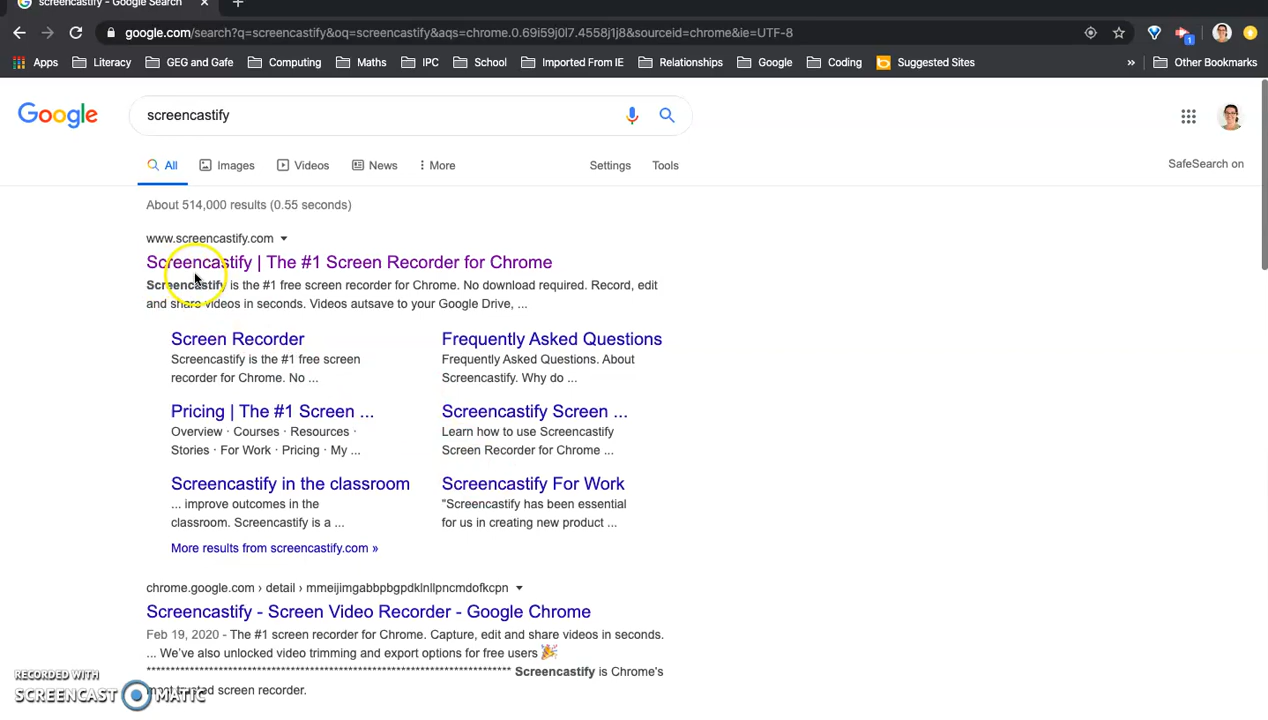 screencastify - Google Search
google.com/search?q=screencastify&oq=screencastify&aqs=chrome.0.69i59j0l7.4558j1j8&sourceid=chrome&ie=UTF-8
1
Apps Literacy GEG and Gafe Computing Maths IPC School Imported From IE Relationships Google Coding Suggested Sites » Other Bookmarks
Google screencastify
All Images Videos News More Settings Tools SafeSearch on
About 514,000 results (0.55 seconds)
www.screencastify.com
Screencastify | The #1 Screen Recorder for Chrome
Screencastify is the #1 free screen recorder for Chrome. No download required. Record, edit
and share videos in seconds. Videos autosave to your Google Drive, ...
Screen Recorder
Screencastify is the #1 free screen
recorder for Chrome. No ...
Frequently Asked Questions
Frequently Asked Questions. About
Screencastify. Why do ...
Pricing | The #1 Screen ...
Overview · Courses · Resources ·
Stories · For Work · Pricing · My ...
Screencastify Screen ...
Learn how to use Screencastify
Screen Recorder for Chrome ...
Screencastify in the classroom
... improve outcomes in the
classroom. Screencastify is a ...
Screencastify For Work
"Screencastify has been essential
for us in creating new product ...
More results from screencastify.com »
chrome.google.com › detail › mmeijimgabbpbgpdklnllpncmdofkcpn
Screencastify - Screen Video Recorder - Google Chrome
Feb 19, 2020 - The #1 screen recorder for Chrome. Capture, edit and share videos in seconds.
... We've also unlocked video trimming and export options for free users 🎉
******************************************************************************** Screencastify is Chrome's
trusted screen recorder.
RECORDED WITH
SCREENCAST MATIC